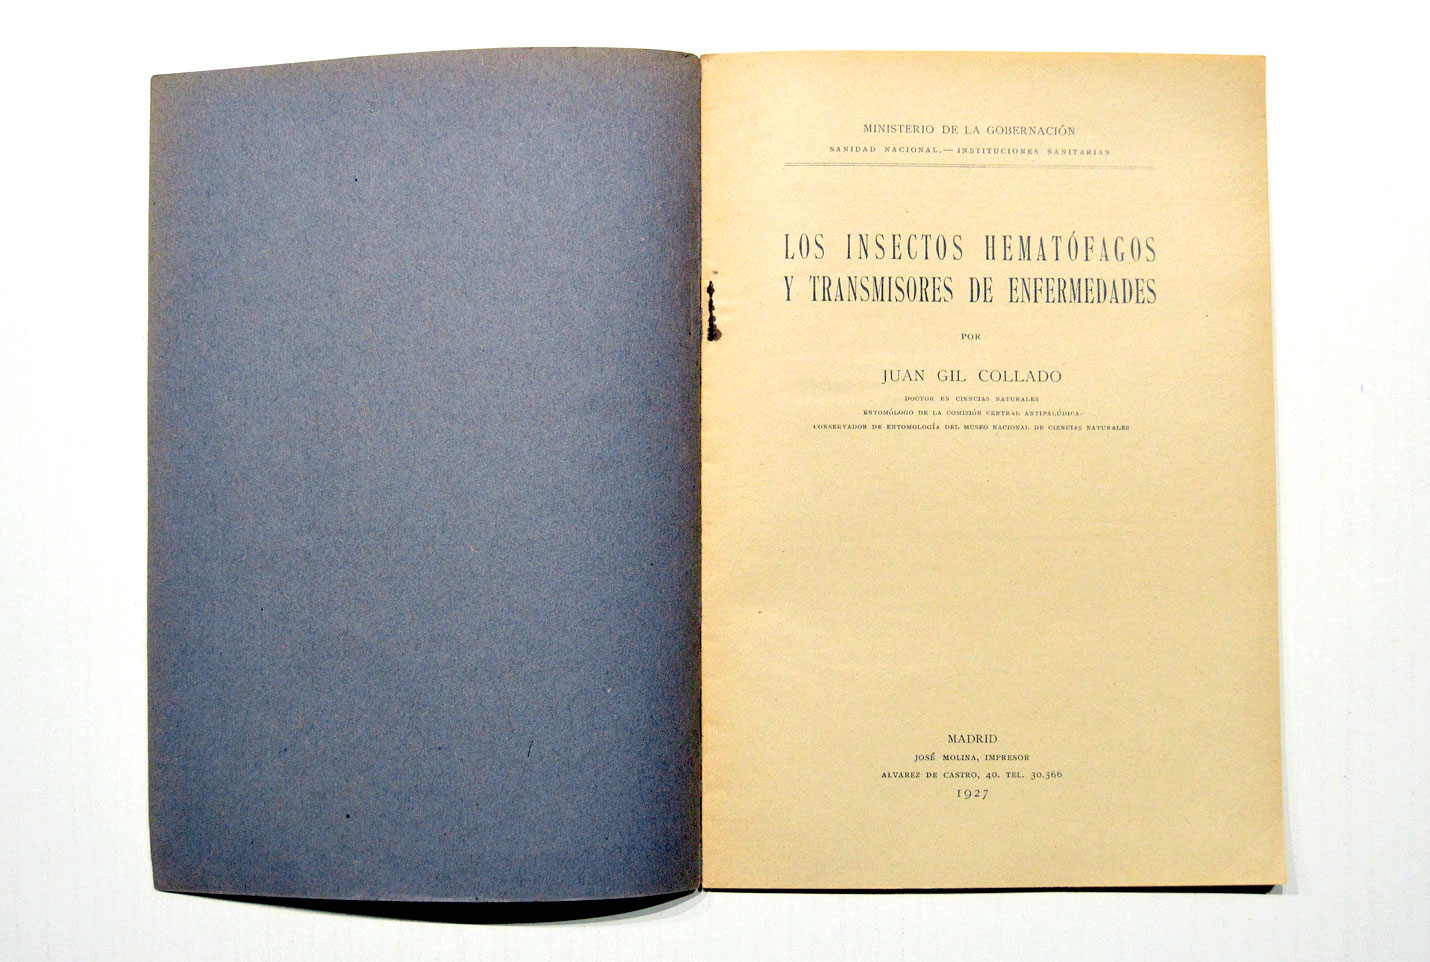 MINISTERIO DE LA GOBERNACIÓN
SANIDAD NACIONAL.—INSTITUCIONES SANITARIAS
LOS INSECTOS HEMATÓFAGOS
Y TRANSMISORES DE ENFERMEDADES
POR
JUAN GIL COLLADO
DOCTOR EN CIENCIAS NATURALES
ENTOMÓLOGO DE LA COMISIÓN CENTRAL ANTIPALÚDICA.
CONSERVADOR DE ENTOMOLOGÍA DEL MUSEO NACIONAL DE CIENCIAS NATURALES
MADRID
JOSÉ MOLINA, IMPRESOR
ALVAREZ DE CASTRO, 40. TEL. 30.366
1927